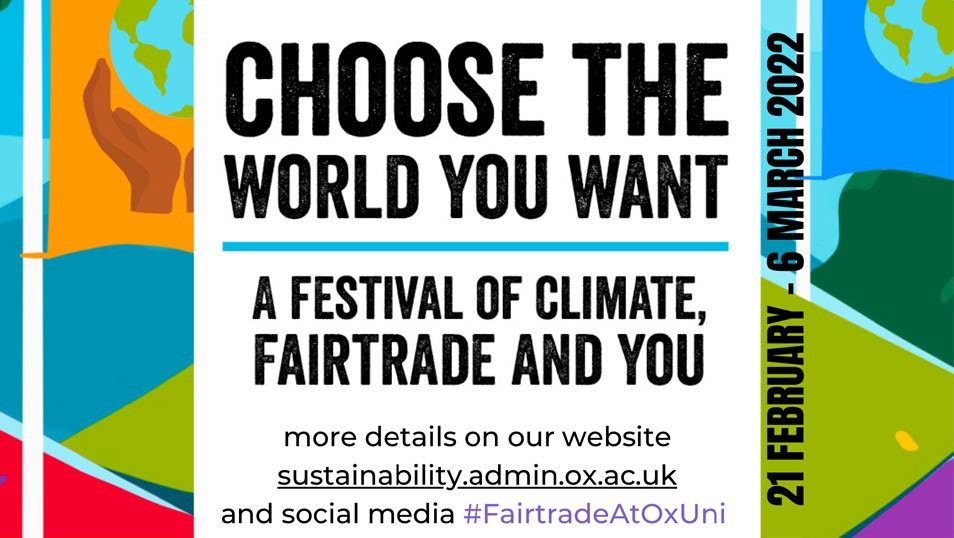 CHOOSE THE
WORLD YOU WANT
A FESTIVAL OF CLIMATE,
FAIRTRADE AND YOU
more details on our website
sustainability.admin.ox.ac.uk
and social media #FairtradeAtOxUni
21 FEBRUARY - 6 MARCH 2022